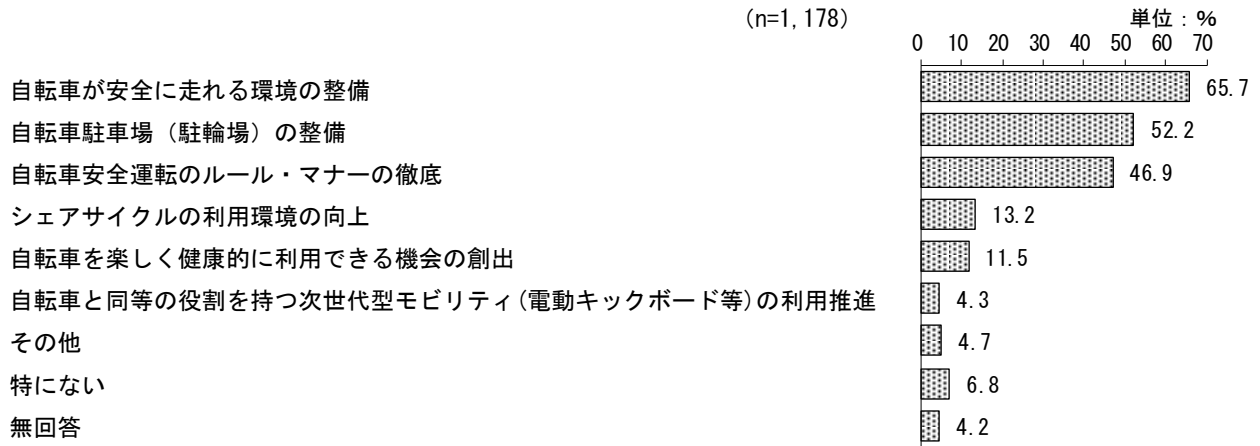 (n=1,178)
単位：%
0 10 20 30 40 50 60 70
自転車が安全に走れる環境の整備 65.7
自転車駐車場（駐輪場）の整備 52.2
自転車安全運転のルール・マナーの徹底 46.9
シェアサイクルの利用環境の向上 13.2
自転車を楽しく健康的に利用できる機会の創出 11.5
自転車と同等の役割を持つ次世代型モビリティ(電動キックボード等)の利用推進 4.3
その他 4.7
特にない 6.8
無回答 4.2